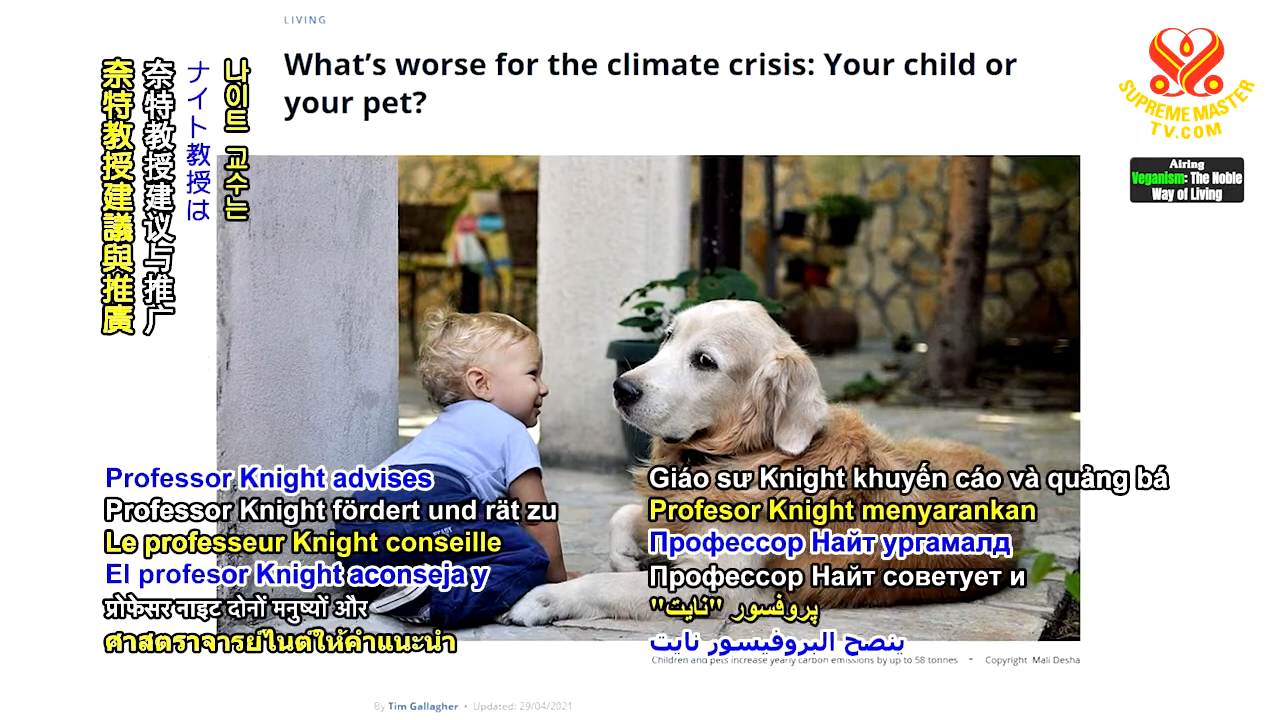 LIVING
What's worse for the climate crisis: Your child or
your pet?
SUPREME MASTER
TV.COM
Airing
Veganism: The Noble
Way of Living
奈特教授建議與推廣
奈特教授建议与推广
ナイト教授は
나이트 교수는
Professor Knight advises
Professor Knight fördert und rät zu
Le professeur Knight conseille
El profesor Knight aconseja y
प्रोफेसर नाइट दोनों मनुष्यों और
ศาสตราจารย์ไนต์ให้คำแนะนำ
Giáo sư Knight khuyến cáo và quảng bá
Profesor Knight menyarankan
Профессор Найт ургамалд
Профессор Найт советует и
پروفسور "نایت"
ينصح البروفيسور نايت
Children and pets increase yearly carbon emissions by up to 58 tonnes - Copyright Mali Desha
By Tim Gallagher • Updated: 29/04/2021